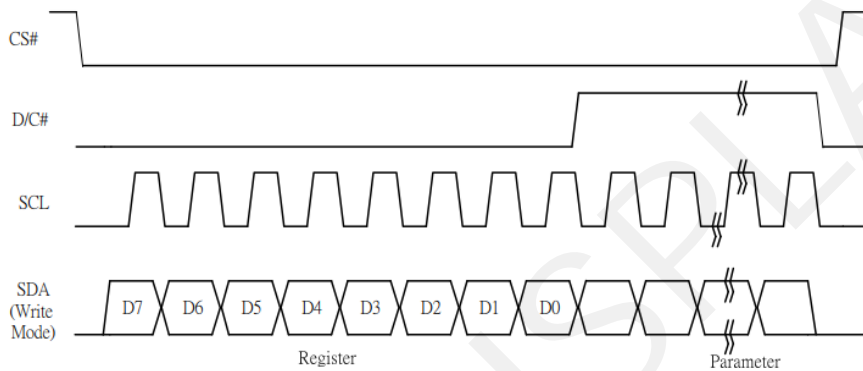 CS#
D/C#
SCL
SDA
(Write
Mode)
D7 D6 D5 D4 D3 D2 D1 D0
Register Parameter